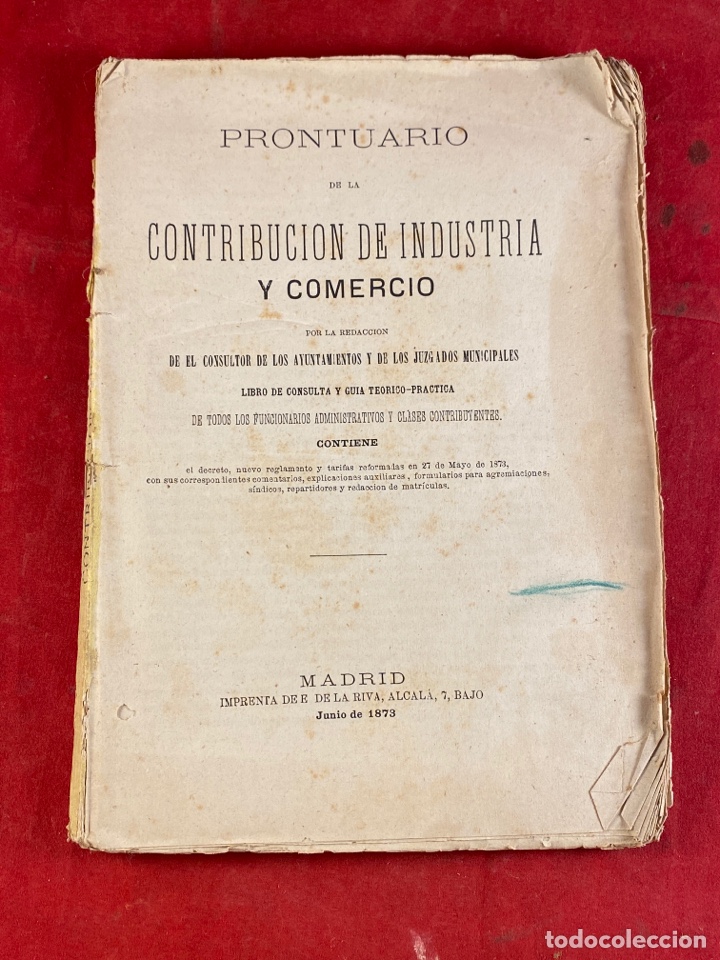 PRONTUARIO
DE LA
CONTRIBUCION DE INDUSTRIA
Y COMERCIO
POR LA REDACCION
DE EL CONSULTOR DE LOS AYUNTAMIENTOS Y DE LOS JUZGADOS MUNICIPALES
LIBRO DE CONSULTA Y GUIA TEORICO-PRACTICA
DE TODOS LOS FUNCIONARIOS ADMINISTRATIVOS Y CLASES CONTRIBUYENTES.
CONTIENE
el decreto, nuevo reglamento y tarifas reformadas en 27 de Mayo de 1873,
con sus correspondientes comentarios, explicaciones auxiliares, formularios para agremiaciones,
síndicos, repartidores y redaccion de matrículas.
MADRID
IMPRENTA DE E DE LA RIVA, ALCALÁ, 7, BAJO
Junio de 1873
todocoleccion